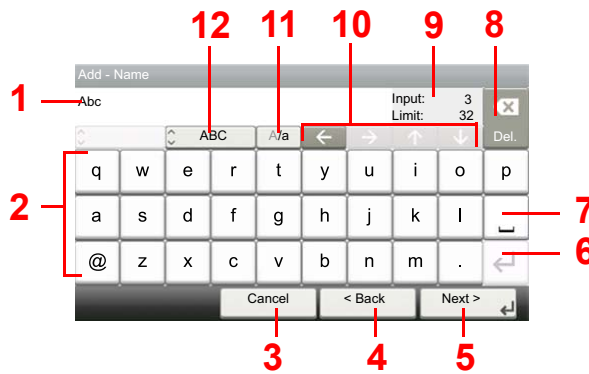 12 11 10 9 8
Add - Name
1 Abc Input: 3
Limit: 32
ABC A/a ← → ↑ ↓ Del.
2 q w e r t y u i o p
a s d f g h j k l 7
@ z x c v b n m . 6
Cancel < Back Next >
3 4 5